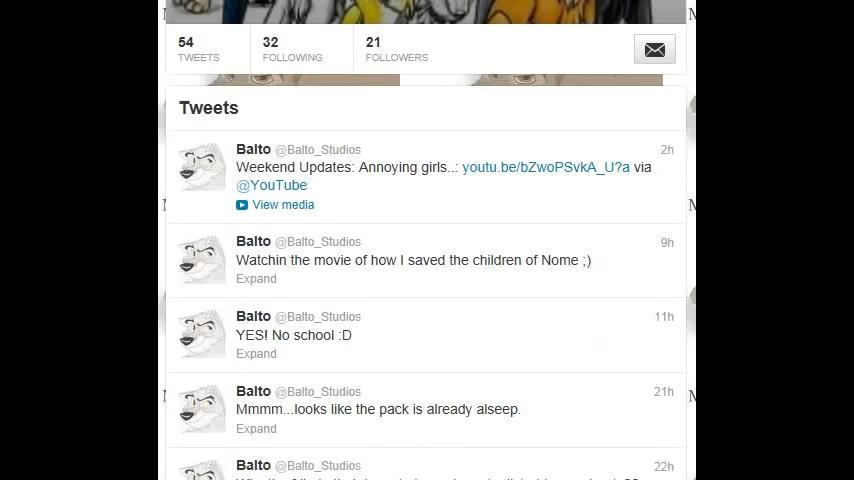 54
TWEETS
32
FOLLOWING
21
FOLLOWERS
Tweets
Balto @Balto_Studios 2h
Weekend Updates: Annoying girls..: youtu.be/bZwoPSvkA_U?a via
@YouTube
View media
Balto @Balto_Studios 9h
Watchin the movie of how I saved the children of Nome ;)
Expand
Balto @Balto_Studios 11h
YES! No school :D
Expand
Balto @Balto_Studios 21h
Mmmm...looks like the pack is already alseep.
Expand
Balto @Balto_Studios 22h